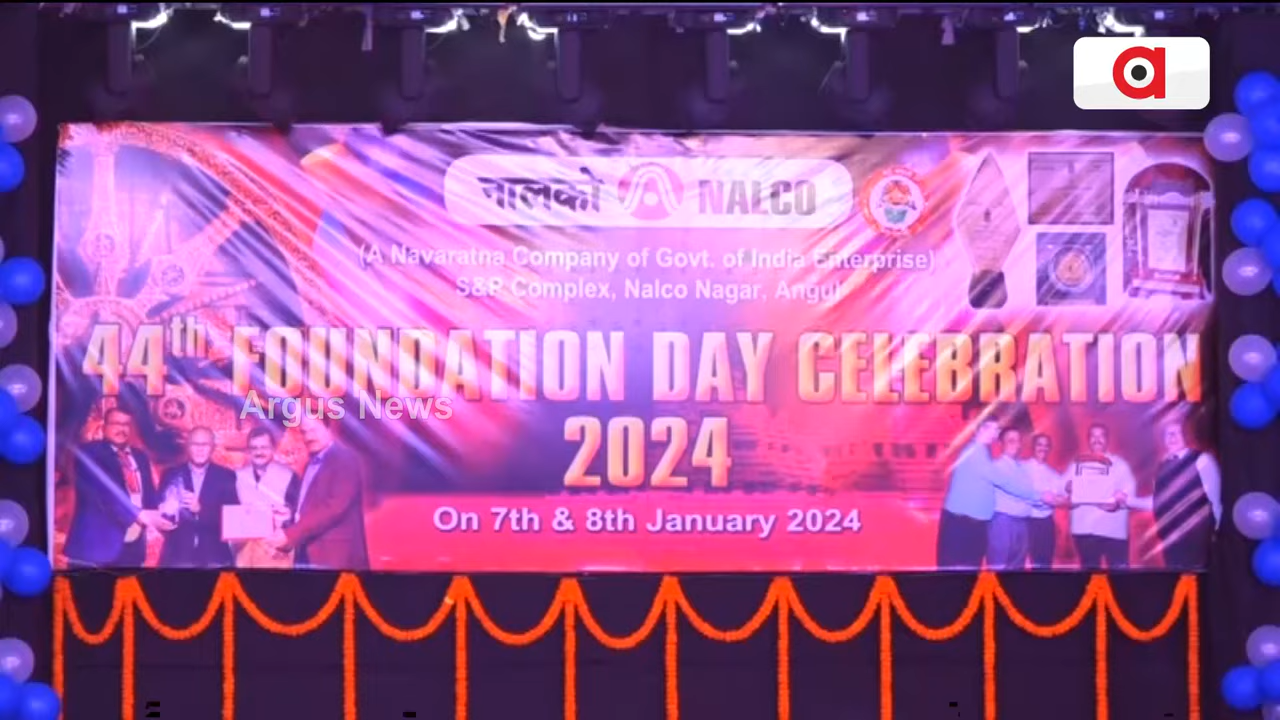 नालको NALCO
(A Navaratna Company of Govt. of India Enterprise)
S&P Complex, Nalco Nagar, Angul
44th FOUNDATION DAY CELEBRATION
Argus News
2024
On 7th & 8th January 2024